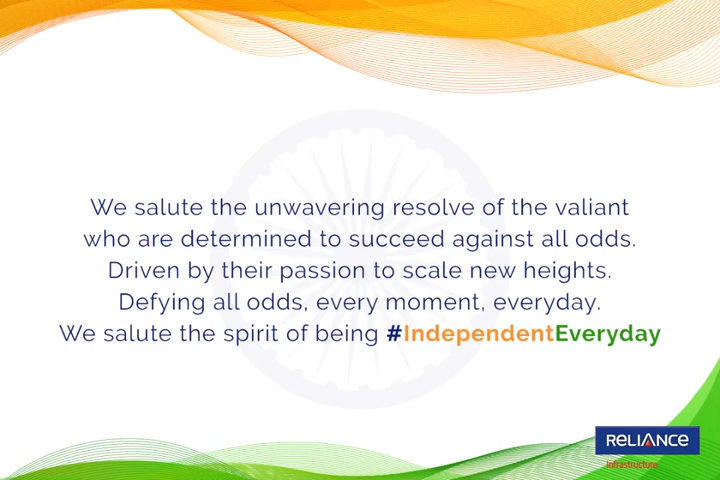 We salute the unwavering resolve of the valiant
who are determined to succeed against all odds.
Driven by their passion to scale new heights.
Defying all odds, every moment, everyday.
We salute the spirit of being #IndependentEveryday
RELIANCE
Infrastructure